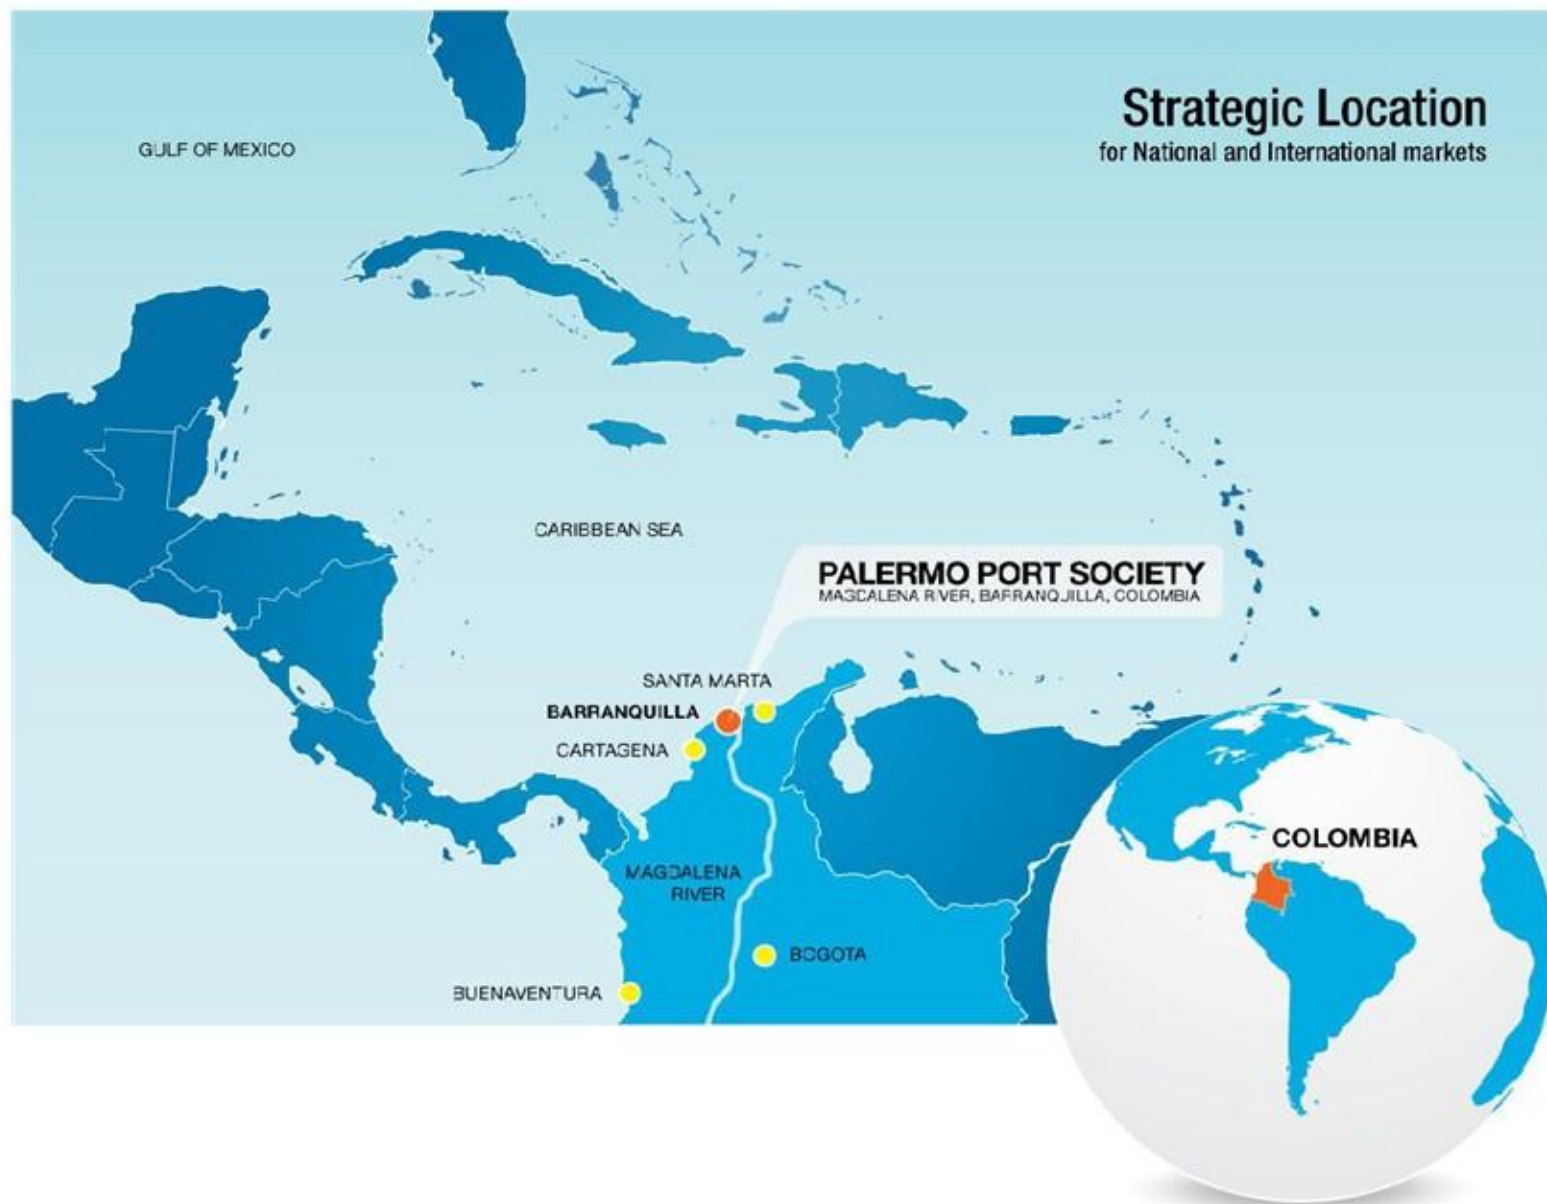 Strategic Location
for National and International markets
GULF OF MEXICO
CARIBBEAN SEA
PALERMO PORT SOCIETY
MAGDALENA RIVER, BARRANQUILLA, COLOMBIA
SANTA MARTA
BARRANQUILLA
CARTAGENA
COLOMBIA
MAGDALENA
RIVER
BOGOTA
BUENAVENTURA